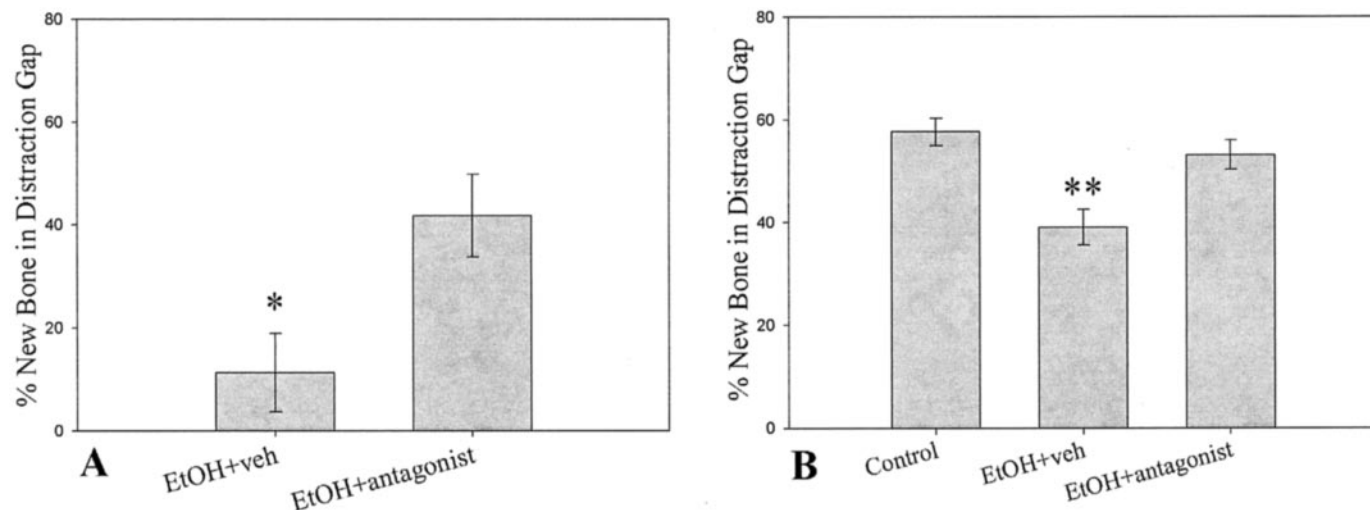 % New Bone in Distraction Gap
80
60
40
20
0
*
A
EtOH+veh
EtOH+antagonist
% New Bone in Distraction Gap
80
60
40
20
0
**
B
Control
EtOH+veh
EtOH+antagonist